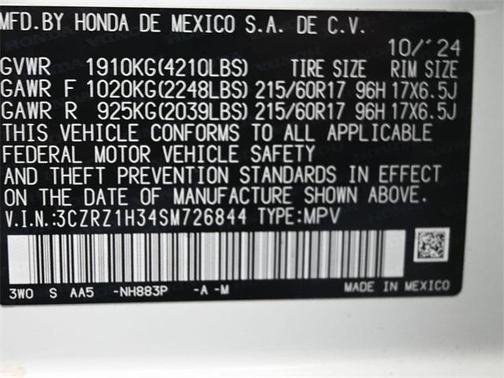 MFD.BY HONDA DE MEXICO S.A. DE C.V.
10/'24
GVWR 1910KG(4210LBS) TIRE SIZE RIM SIZE
GAWR F 1020KG(2248LBS) 215/60R17 96H 17X6.5J
GAWR R 925KG(2039LBS) 215/60R17 96H 17X6.5J
THIS VEHICLE CONFORMS TO ALL APPLICABLE
FEDERAL MOTOR VEHICLE SAFETY
AND THEFT PREVENTION STANDARDS IN EFFECT
ON THE DATE OF MANUFACTURE SHOWN ABOVE.
V.I.N:3CZRZ1H34SM726844 TYPE:MPV
3W0 S AA5 -NH883P -A -M
MADE IN MEXICO